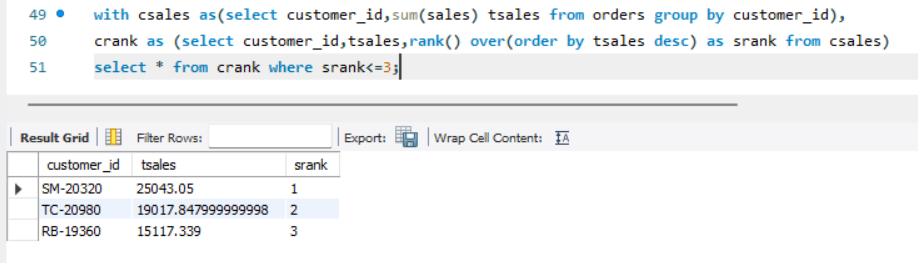 49 with csales as(select customer_id,sum(sales) tsales from orders group by customer_id),
50 crank as (select customer_id,tsales,rank() over(order by tsales desc) as srank from csales)
51 select * from crank where srank<=3;
Result Grid Filter Rows: Export: Wrap Cell Content:
customer_id tsales srank
SM-20320 25043.05 1
TC-20980 19017.847999999998 2
RB-19360 15117.339 3